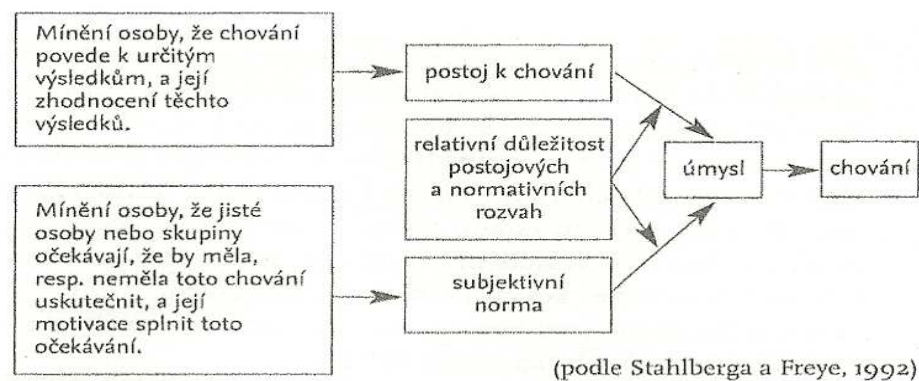 Mínění osoby, že chování
povede k určitým
výsledkům, a její
zhodnocení těchto
výsledků.
postoj k chování
relativní důležitost
postojových
a normativních
rozvah
úmysl
chování
Mínění osoby, že jisté
osoby nebo skupiny
očekávají, že by měla,
resp. neměla toto chování
uskutečnit, a její
motivace splnit toto
očekávání.
subjektivní
norma
(podle Stahlberga a Freye, 1992)